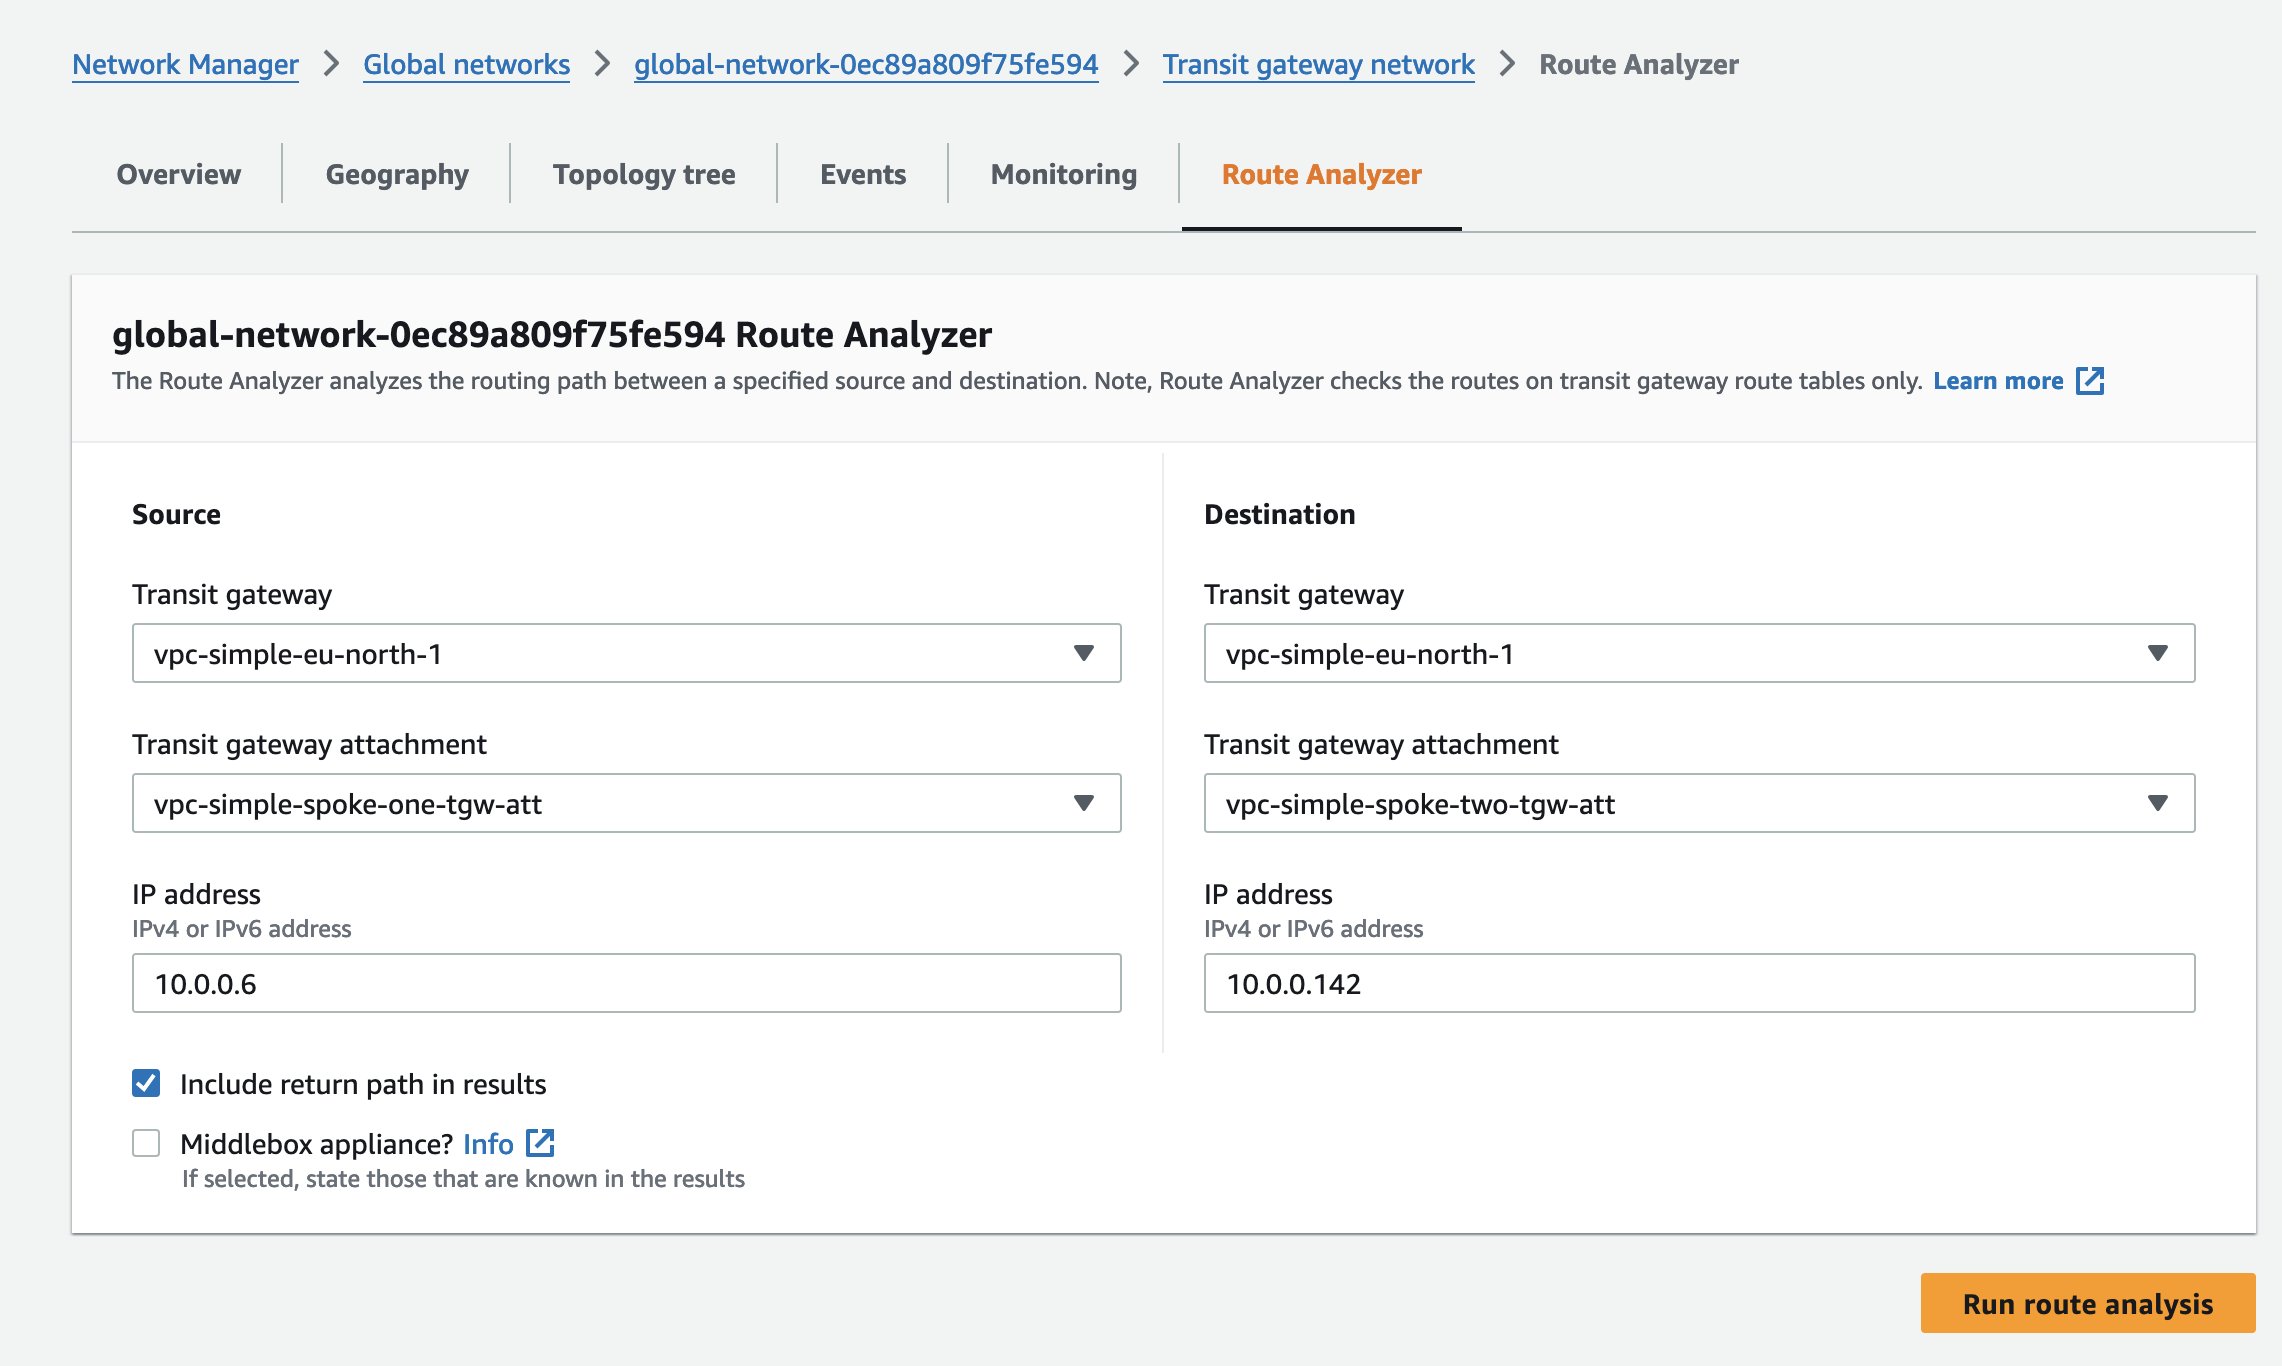 Network Manager > Global networks > global-network-0ec89a809f75fe594 > Transit gateway network > Route Analyzer
Overview
Geography
Topology tree
Events
Monitoring
Route Analyzer
global-network-0ec89a809f75fe594 Route Analyzer
The Route Analyzer analyzes the routing path between a specified source and destination. Note, Route Analyzer checks the routes on transit gateway route tables only. Learn more
Source
Transit gateway
vpc-simple-eu-north-1
Transit gateway attachment
vpc-simple-spoke-one-tgw-att
IP address
IPv4 or IPv6 address
10.0.0.6
Destination
Transit gateway
vpc-simple-eu-north-1
Transit gateway attachment
vpc-simple-spoke-two-tgw-att
IP address
IPv4 or IPv6 address
10.0.0.142
Include return path in results
Middlebox appliance? Info
If selected, state those that are known in the results
Run route analysis